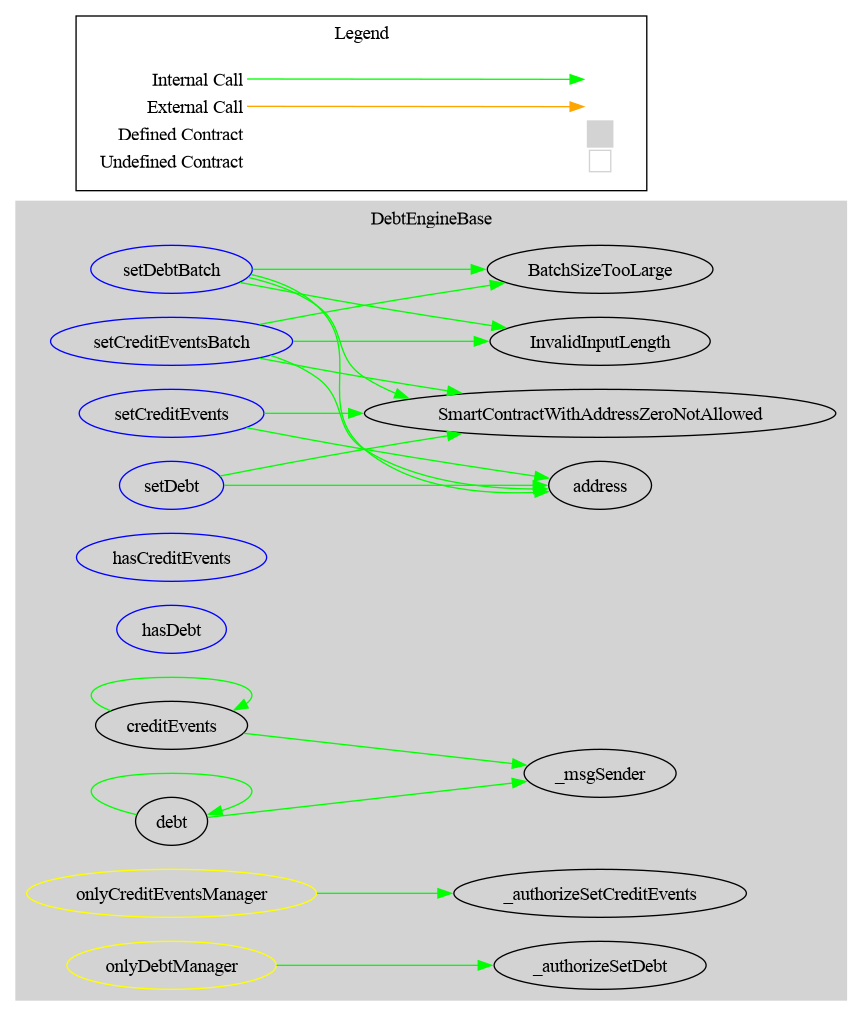 Legend
Internal Call
External Call
Defined Contract
Undefined Contract
DebtEngineBase
setDebtBatch
BatchSizeTooLarge
setCreditEventsBatch
InvalidInputLength
setCreditEvents
SmartContractWithAddressZeroNotAllowed
setDebt
address
hasCreditEvents
hasDebt
creditEvents
_msgSender
debt
onlyCreditEventsManager
_authorizeSetCreditEvents
onlyDebtManager
_authorizeSetDebt